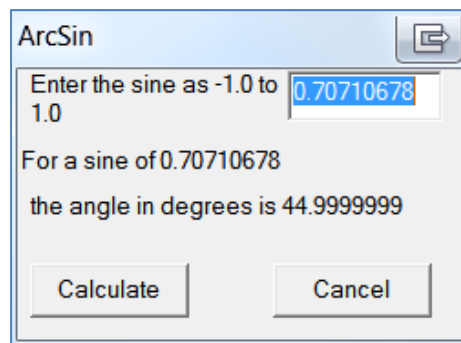 ArcSin
Enter the sine as -1.0 to
1.0
0.70710678
For a sine of 0.70710678
the angle in degrees is 44.9999999
Calculate
Cancel